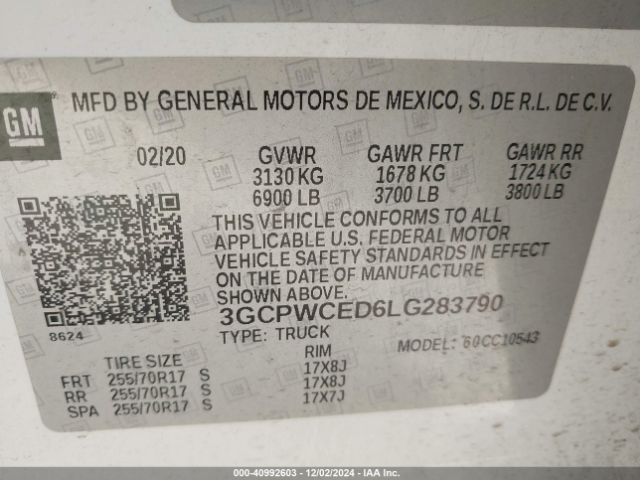 GM
MFD BY GENERAL MOTORS DE MEXICO, S. DE R.L. DE C.V.
02/20 GVWR GAWR FRT GAWR RR
3130 KG 1678 KG 1724 KG
6900 LB 3700 LB 3800 LB
THIS VEHICLE CONFORMS TO ALL
APPLICABLE U.S. FEDERAL MOTOR
VEHICLE SAFETY STANDARDS IN EFFECT
ON THE DATE OF MANUFACTURE
SHOWN ABOVE.
3GCPWCED6LG283790
8624
TYPE: TRUCK MODEL: 60CC10543
TIRE SIZE RIM
FRT 255/70R17 S 17X8J
RR 255/70R17 S 17X8J
SPA 255/70R17 S 17X7J
000-40992603 - 12/02/2024 - IAA Inc.